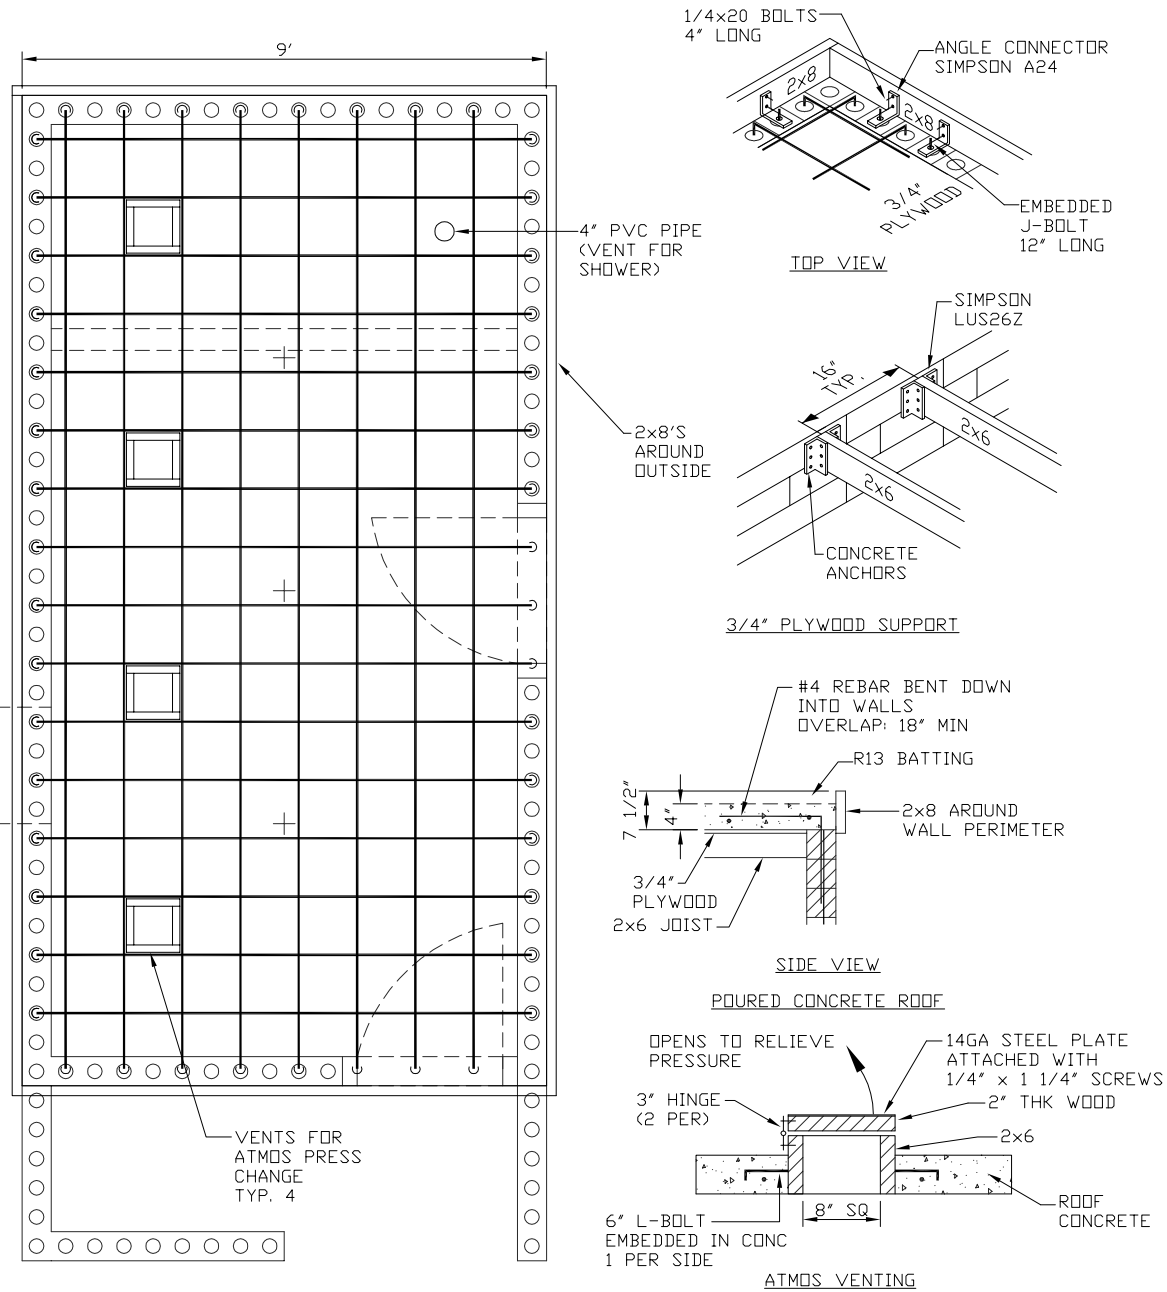 9'
4" PVC PIPE
(VENT FOR
SHOWER)
2x8'S
AROUND
OUTSIDE
VENTS FOR
ATMOS PRESS
CHANGE
TYP. 4
1/4x20 BOLTS
4" LONG
ANGLE CONNECTOR
SIMPSON A24
2x8
2x8
3/4"
PLYWOOD
EMBEDDED
J-BOLT
12" LONG
TOP VIEW
SIMPSON
LUS26Z
16"
TYP.
2x6
2x6
CONCRETE
ANCHORS
3/4" PLYWOOD SUPPORT
#4 REBAR BENT DOWN
INTO WALLS
OVERLAP: 18" MIN
R13 BATTING
7 1/2"
4"
2x8 AROUND
WALL PERIMETER
3/4"
PLYWOOD
2x6 JOIST
SIDE VIEW
POURED CONCRETE ROOF
OPENS TO RELIEVE
PRESSURE
14GA STEEL PLATE
ATTACHED WITH
1/4" x 1 1/4" SCREWS
3" HINGE
(2 PER)
2" THK WOOD
2x6
8" SQ
6" L-BOLT
EMBEDDED IN CONC
1 PER SIDE
ROOF
CONCRETE
ATMOS VENTING